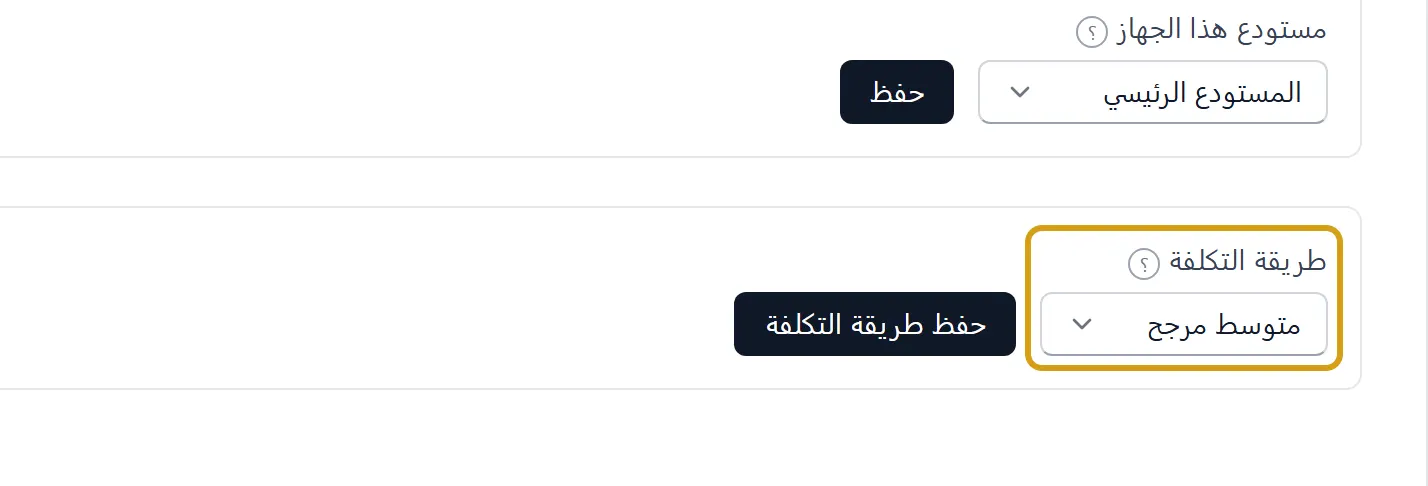 مستودع هذا الجهاز ؟
المستودع الرئيسي
حفظ
طريقة التكلفة ؟
متوسط مرجح
حفظ طريقة التكلفة